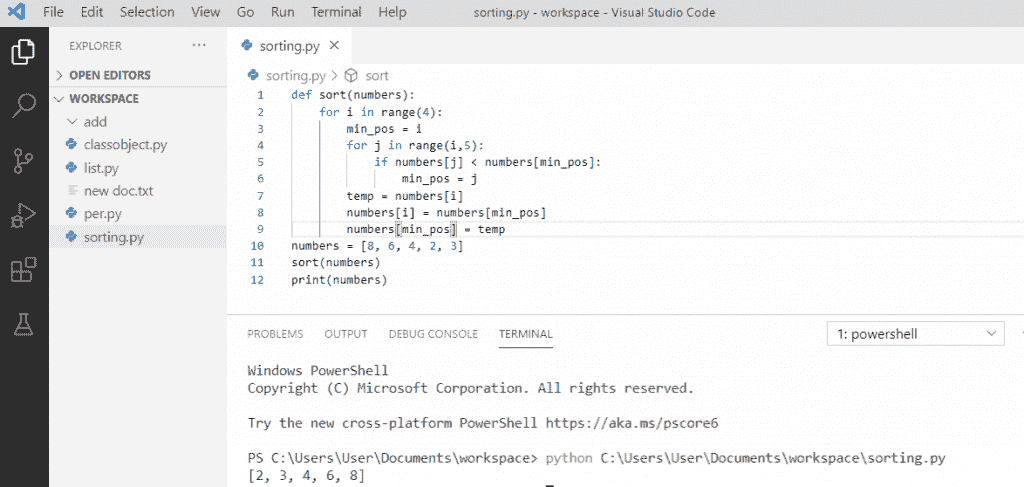 File Edit Selection View Go Run Terminal Help sorting.py - workspace - Visual Studio Code
EXPLORER ...
OPEN EDITORS
WORKSPACE
add
classobject.py
list.py
new doc.txt
per.py
sorting.py
sorting.py
sorting.py > sort
1 def sort(numbers):
2     for i in range(4):
3         min_pos = i
4         for j in range(i,5):
5             if numbers[j] < numbers[min_pos]:
6                 min_pos = j
7         temp = numbers[i]
8         numbers[i] = numbers[min_pos]
9         numbers[min_pos] = temp
10 numbers = [8, 6, 4, 2, 3]
11 sort(numbers)
12 print(numbers)
PROBLEMS OUTPUT DEBUG CONSOLE TERMINAL 1: powershell
Windows PowerShell
Copyright (C) Microsoft Corporation. All rights reserved.
Try the new cross-platform PowerShell https://aka.ms/pscore6
PS C:\Users\User\Documents\workspace> python C:\Users\User\Documents\workspace\sorting.py
[2, 3, 4, 6, 8]